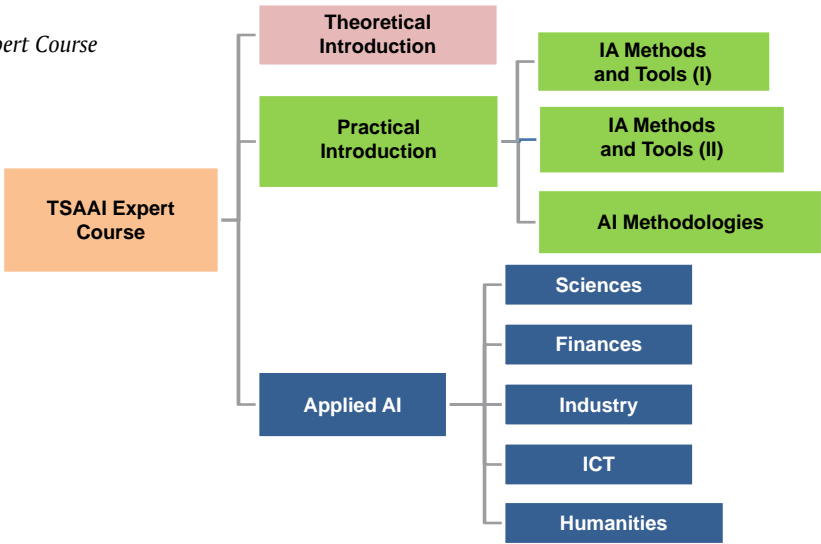 pert Course
Theoretical
Introduction
IA Methods
and Tools (I)
Practical
Introduction
IA Methods
and Tools (II)
TSAAI Expert
Course
AI Methodologies
Sciences
Finances
Applied AI
Industry
ICT
Humanities